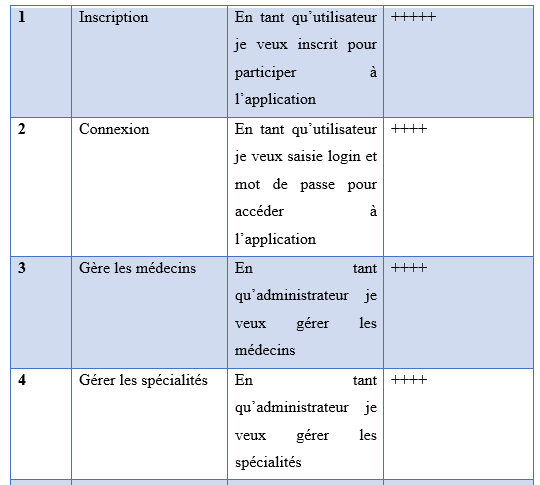 1 Inscription En tant qu’utilisateur +++++
je veux inscrit pour
participer à
l’application
2 Connexion En tant qu’utilisateur ++++
je veux saisie login et
mot de passe pour
accéder à
l’application
3 Gère les médecins En tant ++++
qu’administrateur je
veux gérer les
médecins
4 Gérer les spécialités En tant ++++
qu’administrateur je
veux gérer les
spécialités